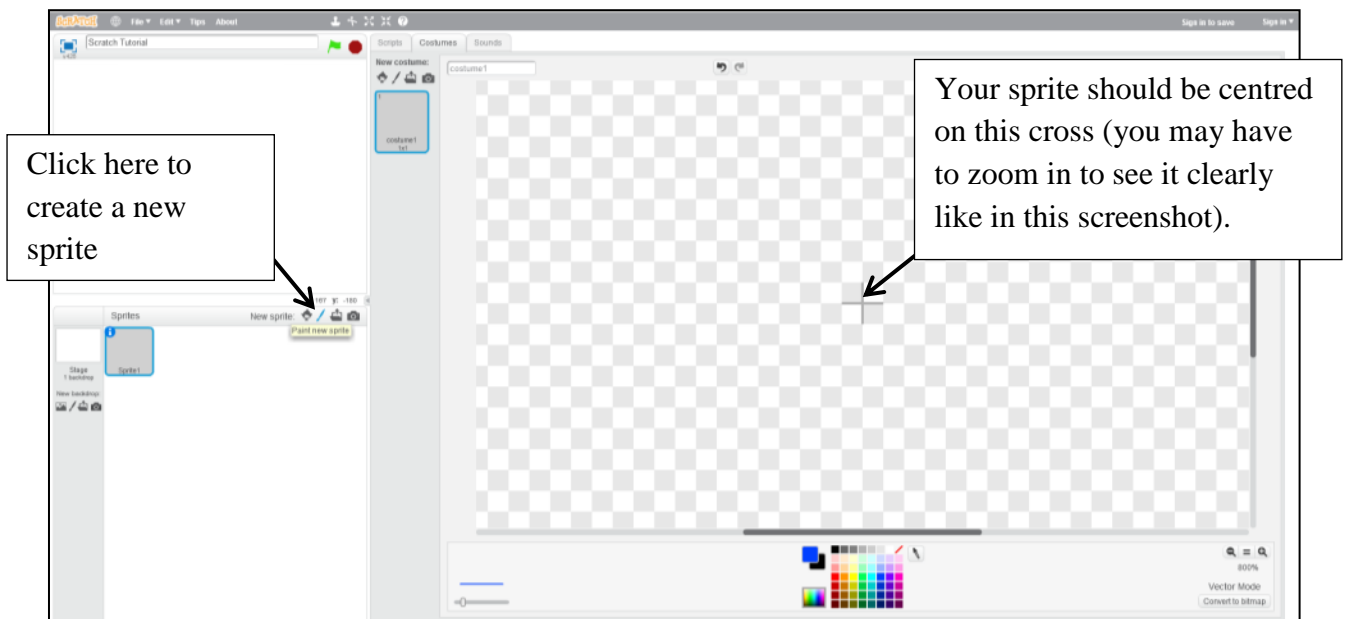 SCRATCH File Edit Tips About Sign in to save Sign in
Scratch Tutorial
Scripts Costumes Sounds
New costume:
costume1
1
costume1
1x1
Click here to
create a new
sprite
Your sprite should be centred
on this cross (you may have
to zoom in to see it clearly
like in this screenshot).
y: -180
Sprites New sprite:
Paint new sprite
Sprite1
Stage
1 backdrop
New backdrop:
800%
Vector Mode
Convert to bitmap